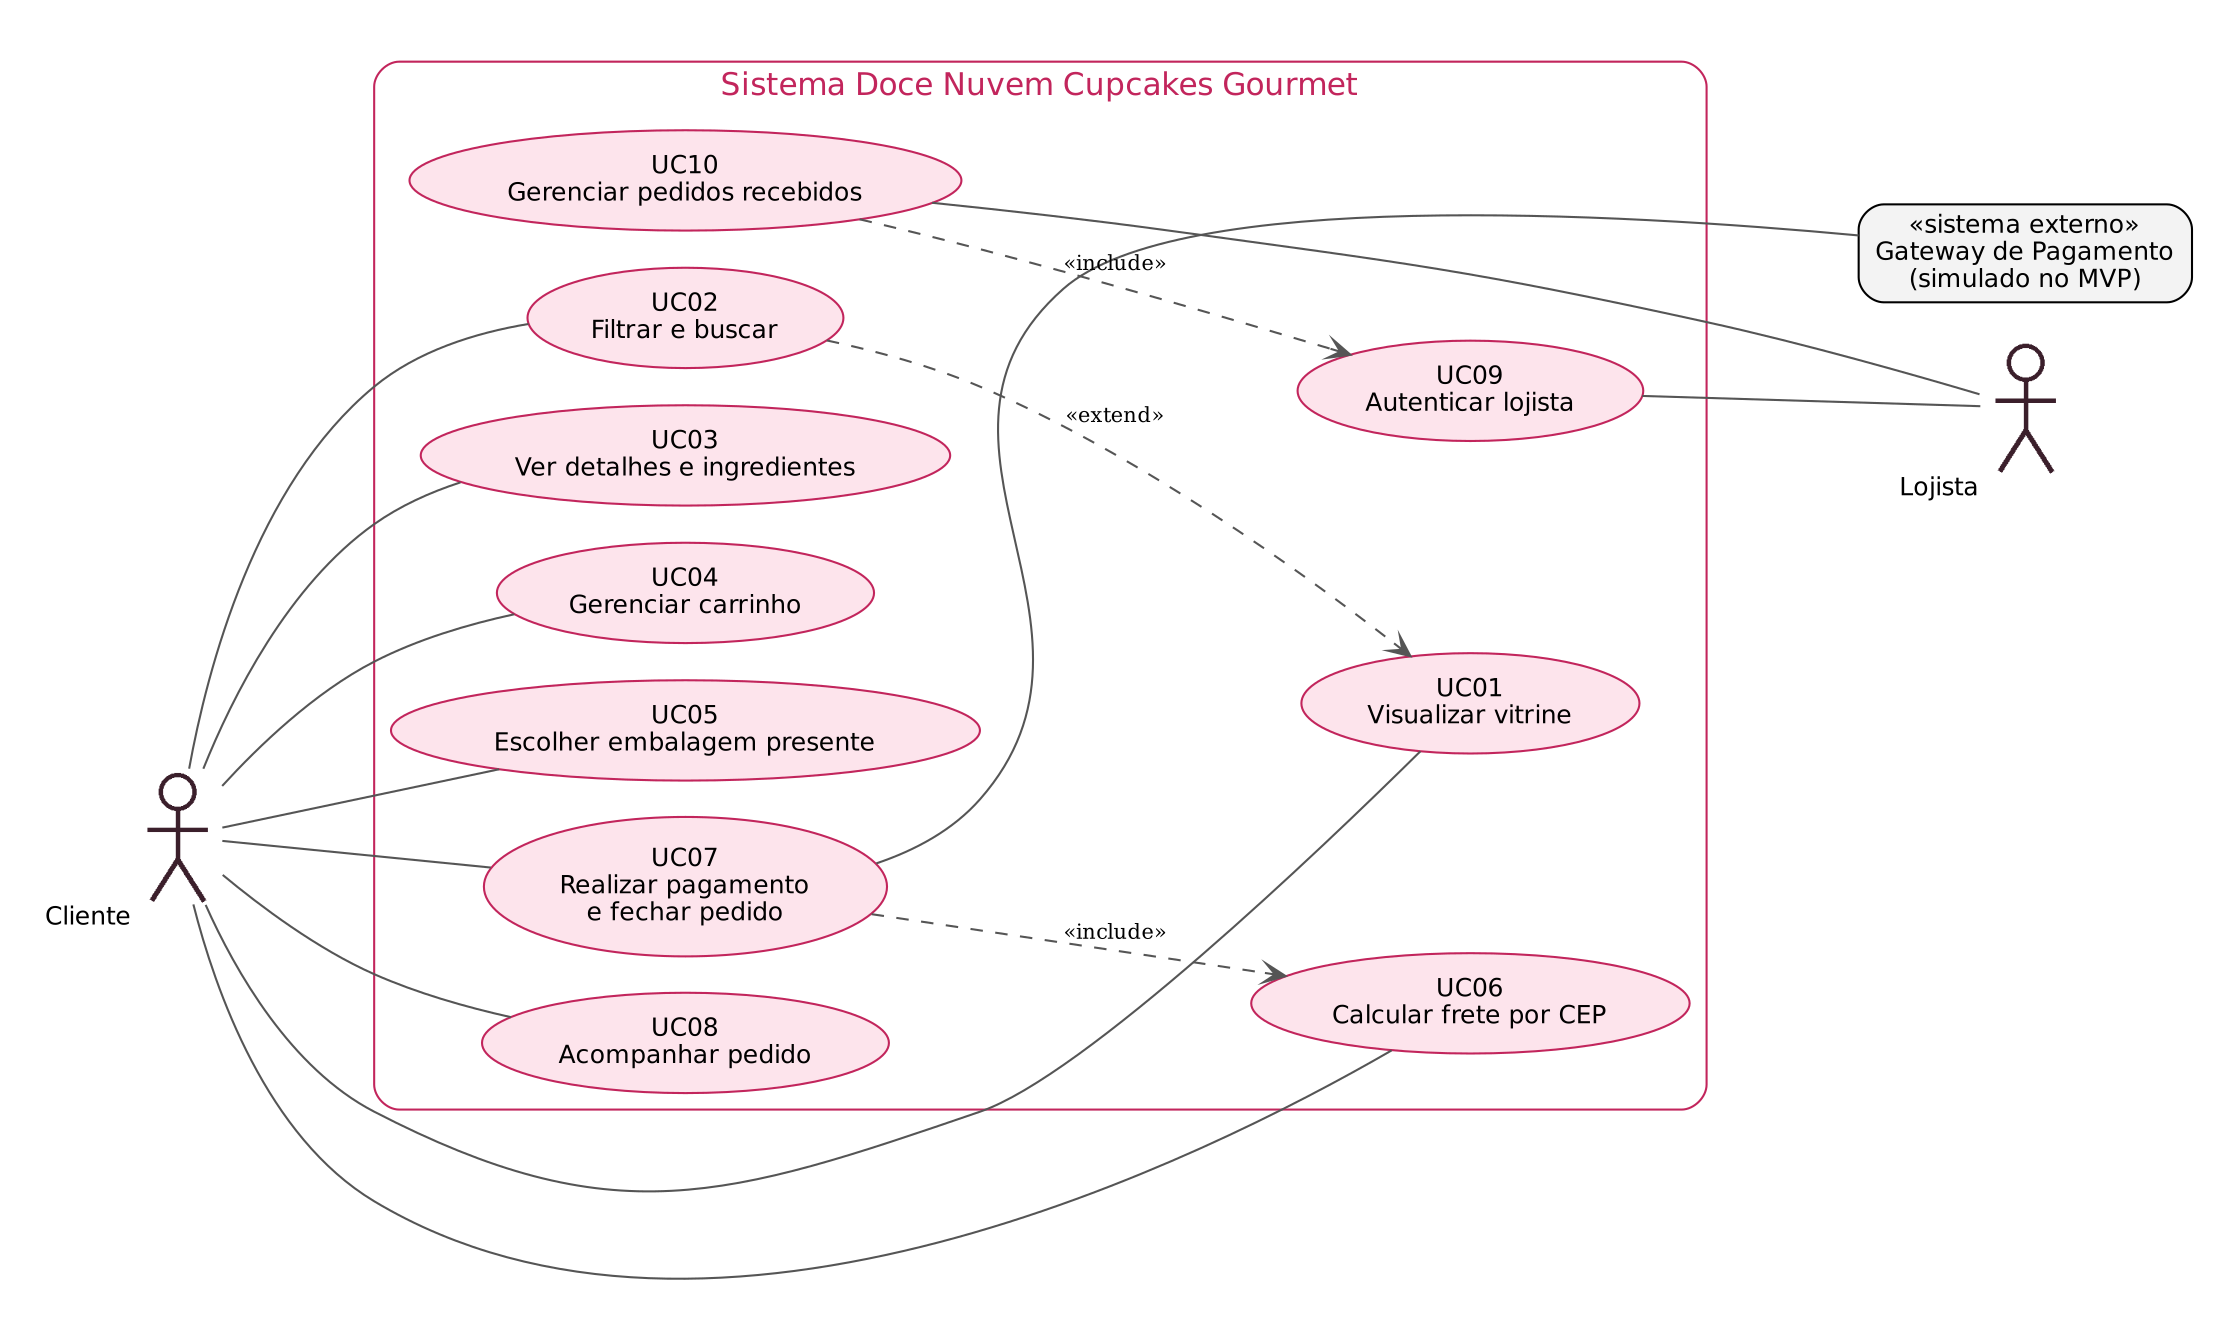 Sistema Doce Nuvem Cupcakes Gourmet
UC10
Gerenciar pedidos recebidos
«sistema externo»
Gateway de Pagamento
(simulado no MVP)
«include»
UC02
Filtrar e buscar
UC09
Autenticar lojista
«extend»
UC03
Ver detalhes e ingredientes
Lojista
UC04
Gerenciar carrinho
UC01
Visualizar vitrine
UC05
Escolher embalagem presente
UC07
Realizar pagamento
e fechar pedido
Cliente
«include»
UC06
Calcular frete por CEP
UC08
Acompanhar pedido